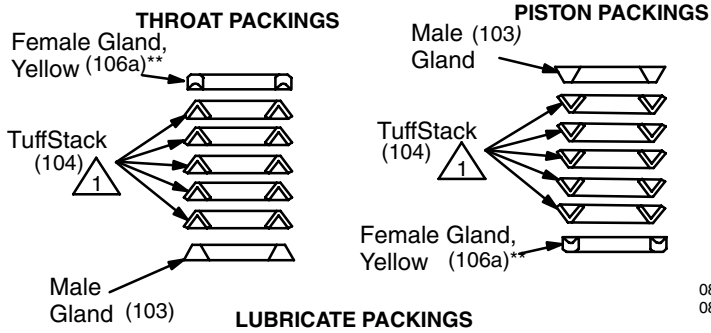 THROAT PACKINGS
Female Gland,
Yellow (106a)**
TuffStack
(104)
1
Male
Gland (103)
PISTON PACKINGS
Male (103)
Gland
TuffStack
(104)
1
Female Gland,
Yellow (106a)**
LUBRICATE PACKINGS